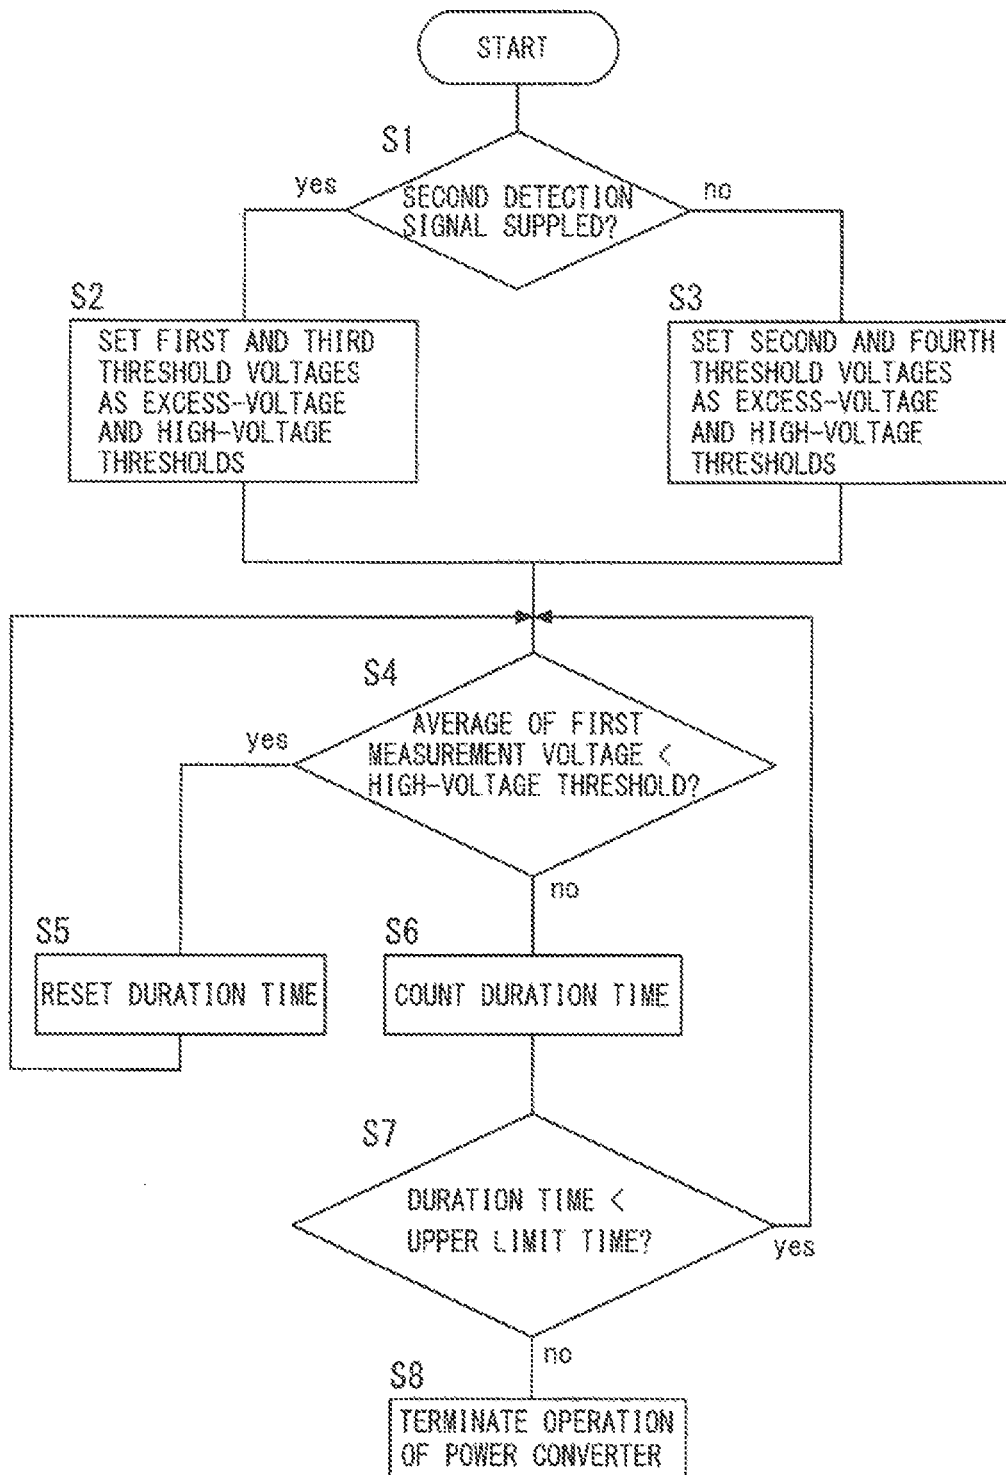 START
S1
yes
no
SECOND DETECTION
SIGNAL SUPPLED?
S2
SET FIRST AND THIRD
THRESHOLD VOLTAGES
AS EXCESS-VOLTAGE
AND HIGH-VOLTAGE
THRESHOLDS
S3
SET SECOND AND FOURTH
THRESHOLD VOLTAGES
AS EXCESS-VOLTAGE
AND HIGH-VOLTAGE
THRESHOLDS
S4
yes
AVERAGE OF FIRST
MEASUREMENT VOLTAGE <
HIGH-VOLTAGE THRESHOLD?
no
S5
RESET DURATION TIME
S6
COUNT DURATION TIME
S7
DURATION TIME <
UPPER LIMIT TIME?
yes
no
S8
TERMINATE OPERATION
OF POWER CONVERTER